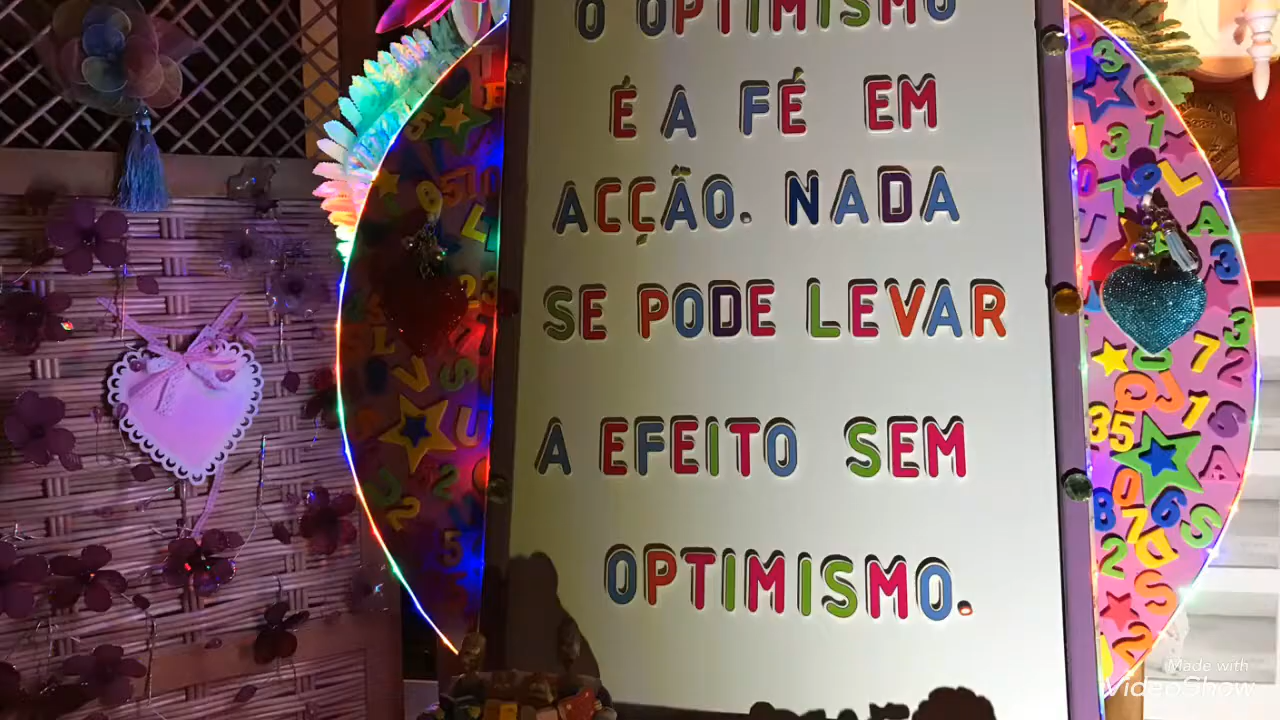 O OPTIMISMO
É A FÉ EM
ACÇÃO. NADA
SE PODE LEVAR
A EFEITO SEM
OPTIMISMO.
Made with
VideoShow